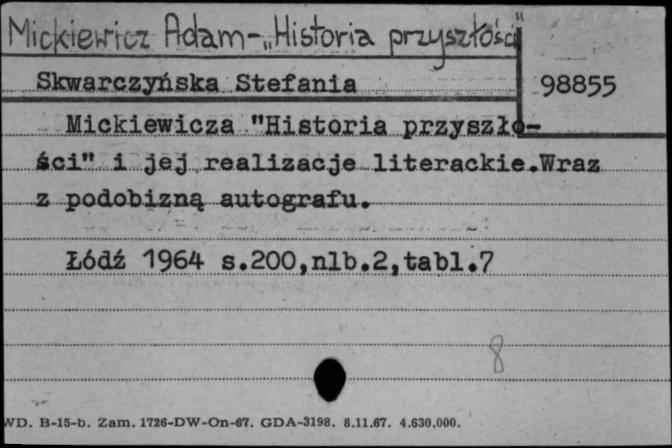 Mickiewicz Adam - „Historia przyszłości"
Skwarczyńska Stefania
98855
Mickiewicza "Historia przyszło-
ści" i jej realizacje literackie.Wraz
z podobizną autografu.
Łódź 1964 s.200,nlb.2,tabl.7
8
WD. B-15-b. Zam. 1726-DW-On-67. GDA-3198. 8.11.67. 4.630.000.